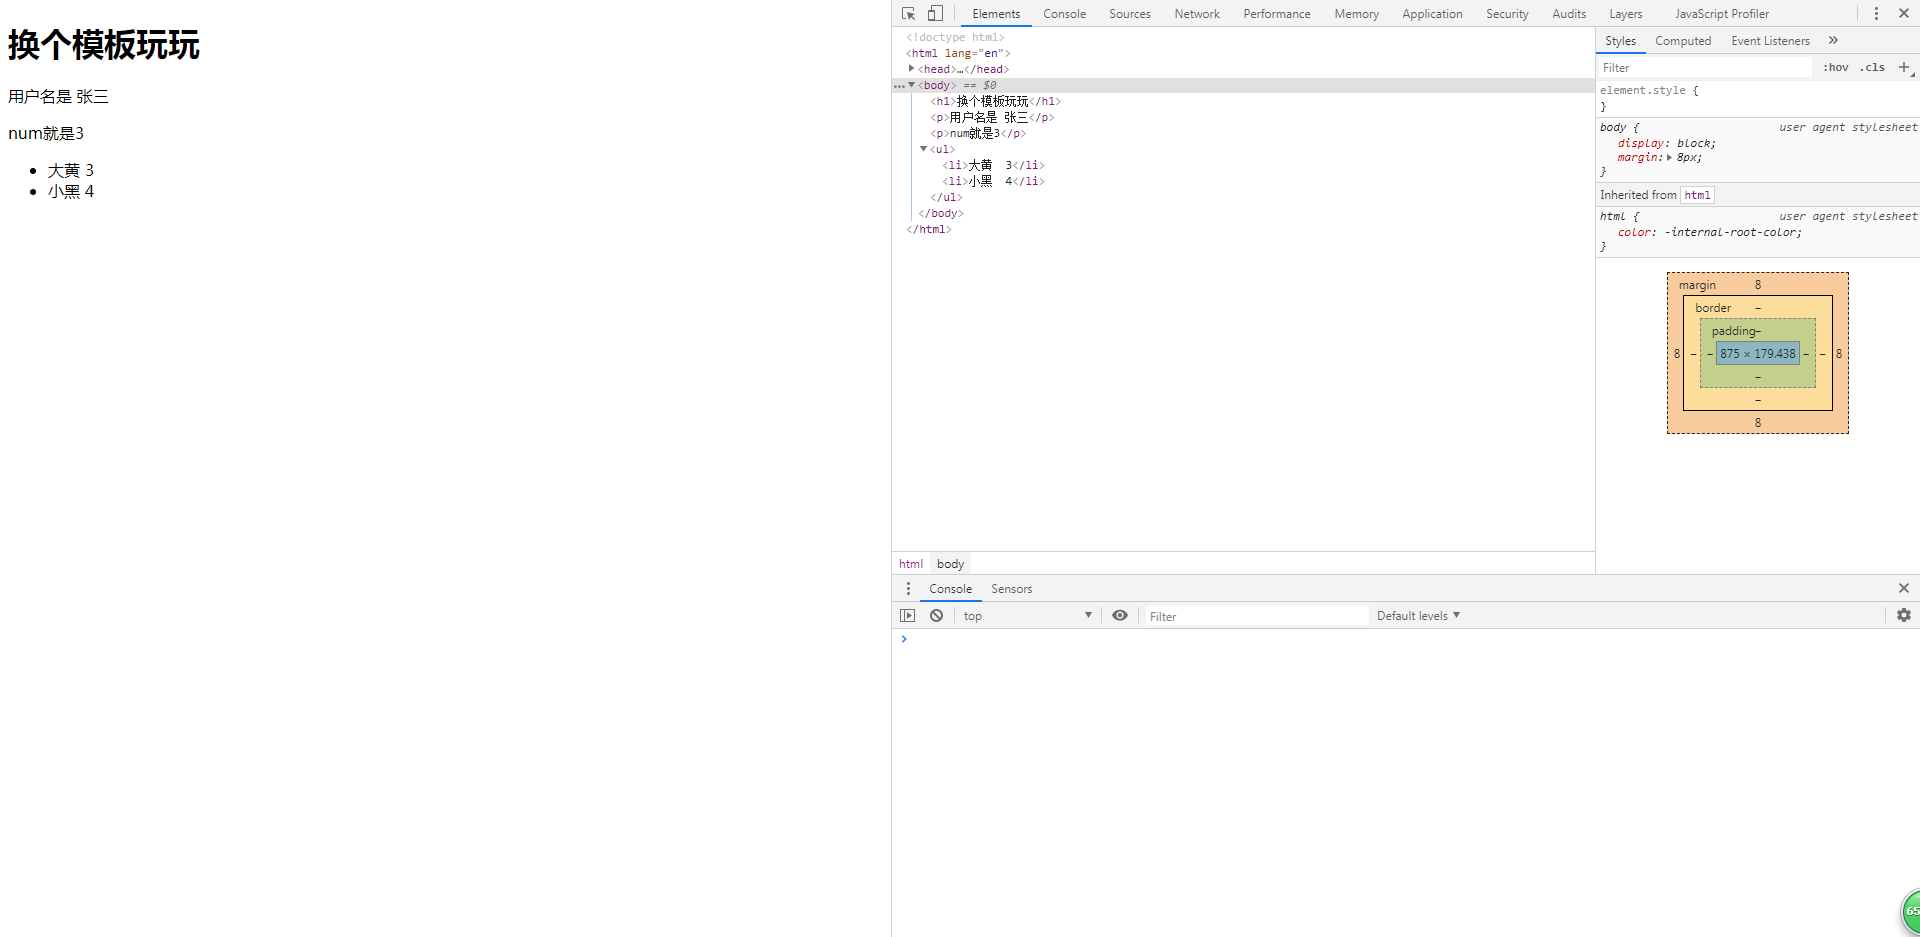 换个模板玩玩
用户名是 张三
num就是3
大黄 3
小黑 4
Elements Console Sources Network Performance Memory Application Security Audits Layers JavaScript Profiler
<!doctype html>
<html lang="en">
<head>…</head>
<body> == $0
<h1>换个模板玩玩</h1>
<p>用户名是 张三</p>
<p>num就是3</p>
<ul>
<li>大黄  3</li>
<li>小黑  4</li>
</ul>
</body>
</html>
html body
Styles Computed Event Listeners »
Filter :hov .cls +
element.style {
}
body { user agent stylesheet
display: block;
margin: 8px;
}
Inherited from html
html { user agent stylesheet
color: -internal-root-color;
}
margin 8
border –
padding–
8 – – 875 × 179.438 – – 8
–
–
8
Console Sensors
top Filter Default levels
65